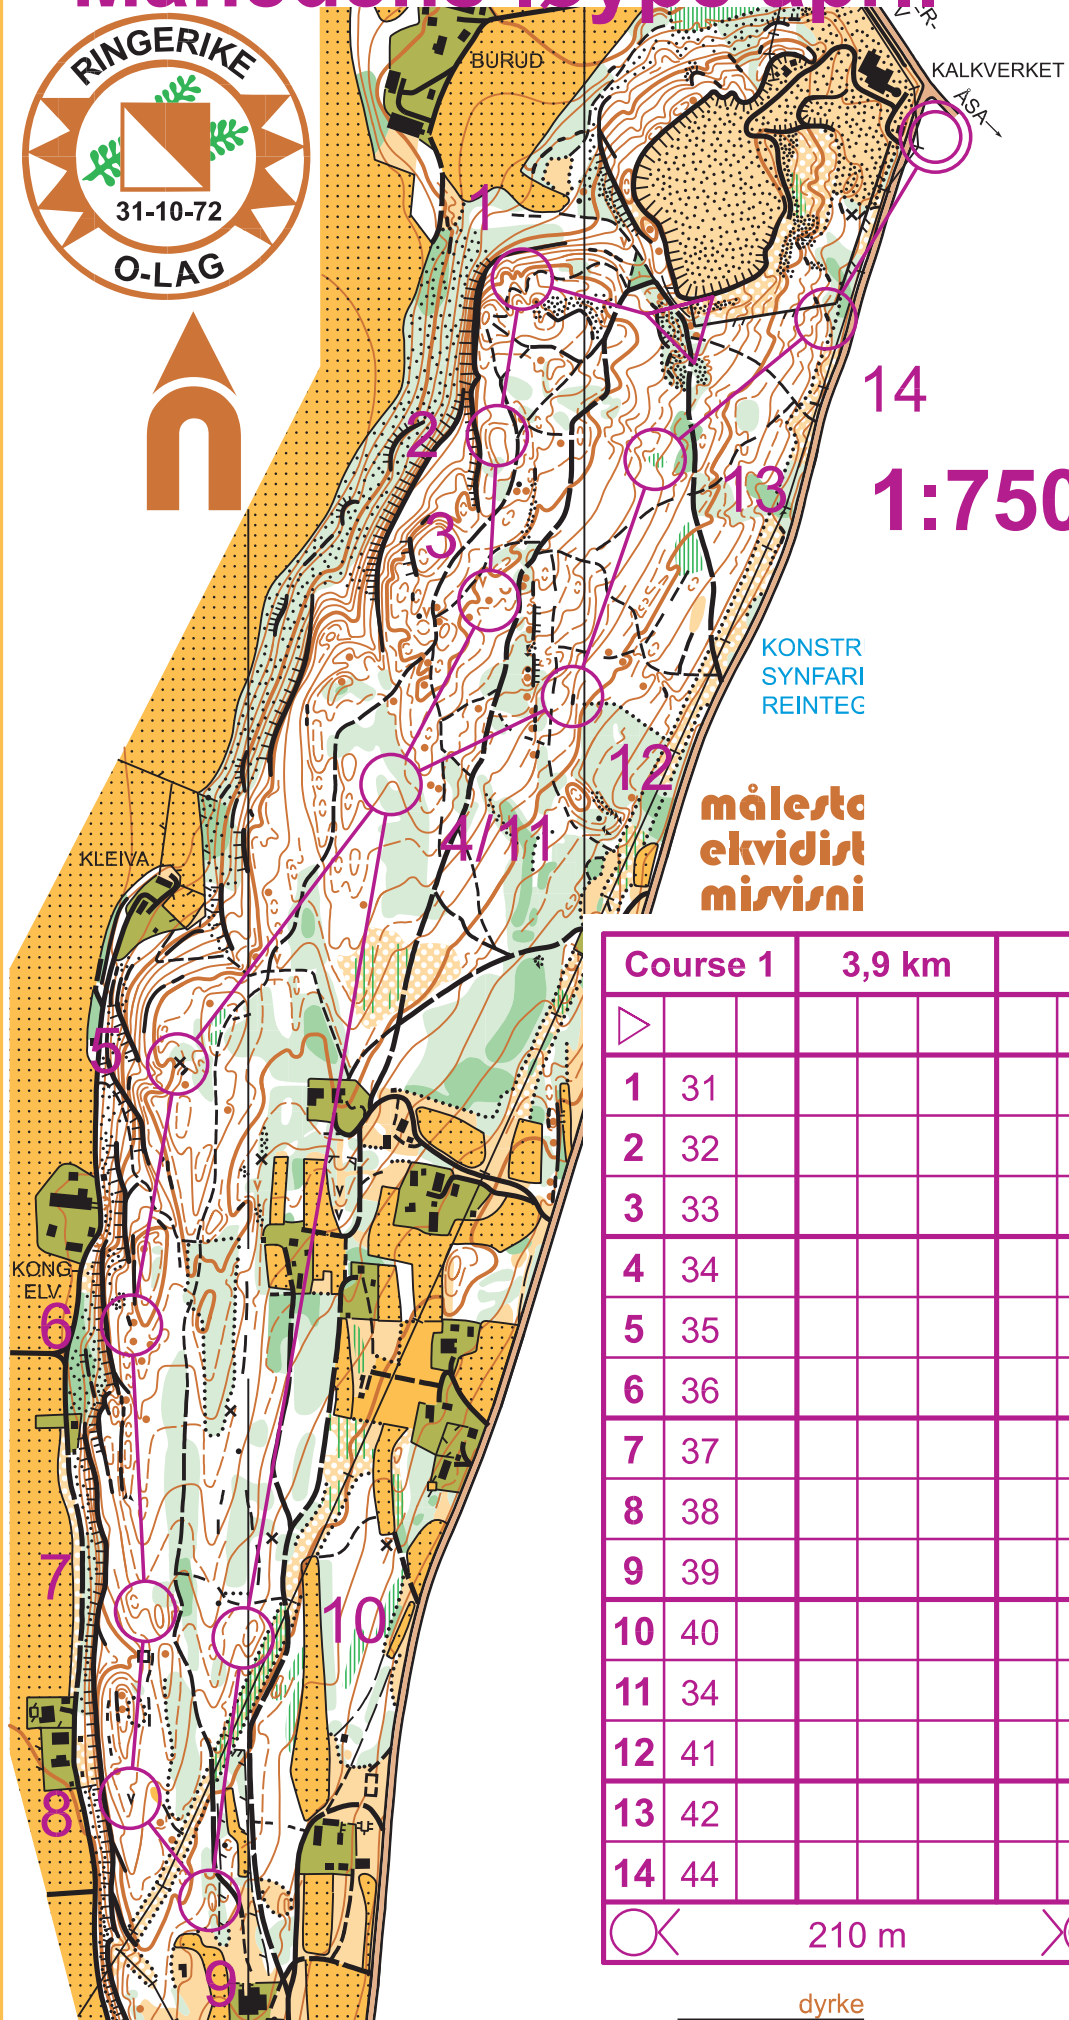 RINGERIKE
31-10-72
O-LAG
BURUD
KALKVERKET
ÅSA
-R-
V
1
2
3
14
13
1:750
KONSTR
SYNFARI
REINTEG
12
målesto
ekvidist
misvisni
4/11
KLEIVA
5
KONG-
ELV
6
7
10
8
9
Course 1 3,9 km
1 31
2 32
3 33
4 34
5 35
6 36
7 37
8 38
9 39
10 40
11 34
12 41
13 42
14 44
210 m
dyrke